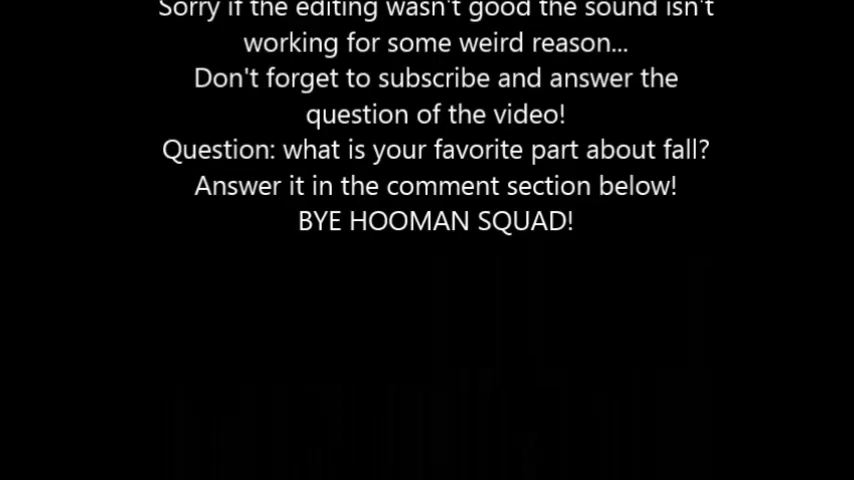 Sorry if the editing wasn't good the sound isn't
working for some weird reason...
Don't forget to subscribe and answer the
question of the video!
Question: what is your favorite part about fall?
Answer it in the comment section below!
BYE HOOMAN SQUAD!